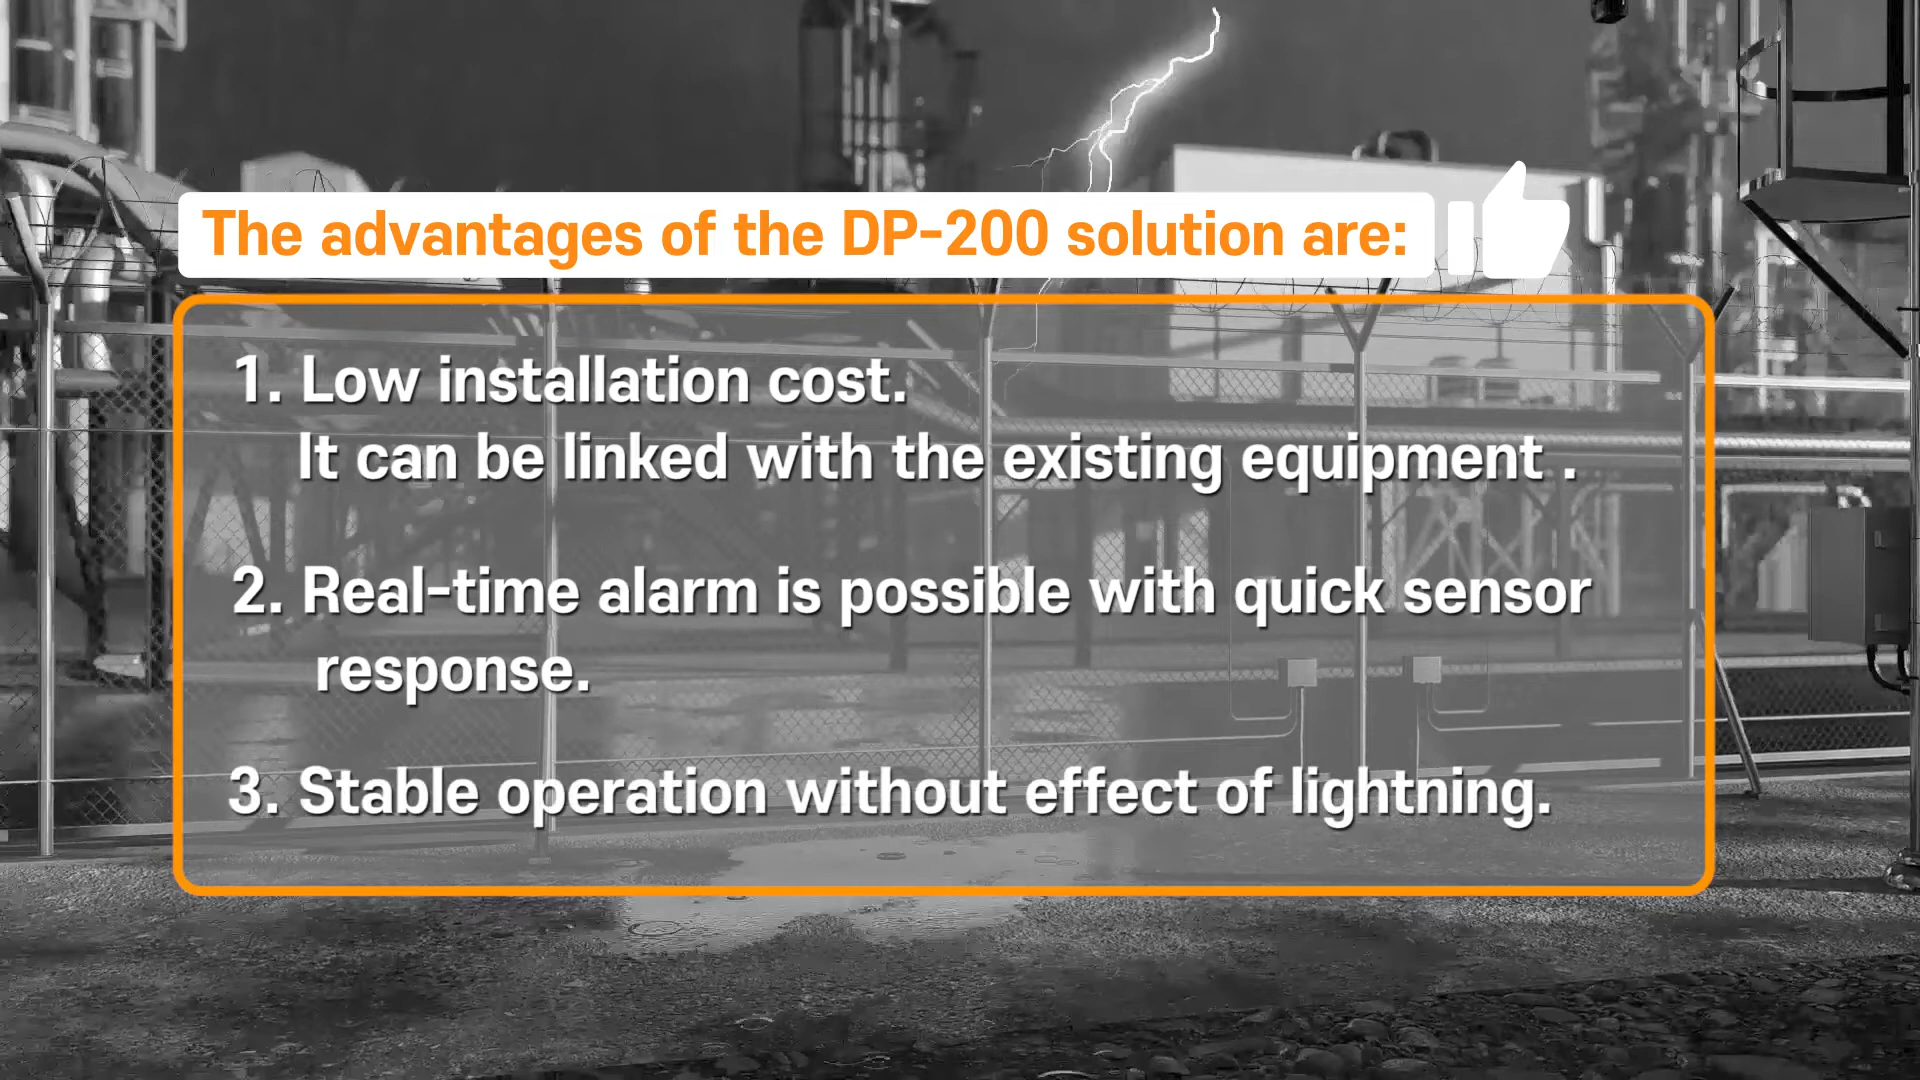 The advantages of the DP-200 solution are:
1. Low installation cost.
It can be linked with the existing equipment .
2. Real-time alarm is possible with quick sensor
response.
3. Stable operation without effect of lightning.